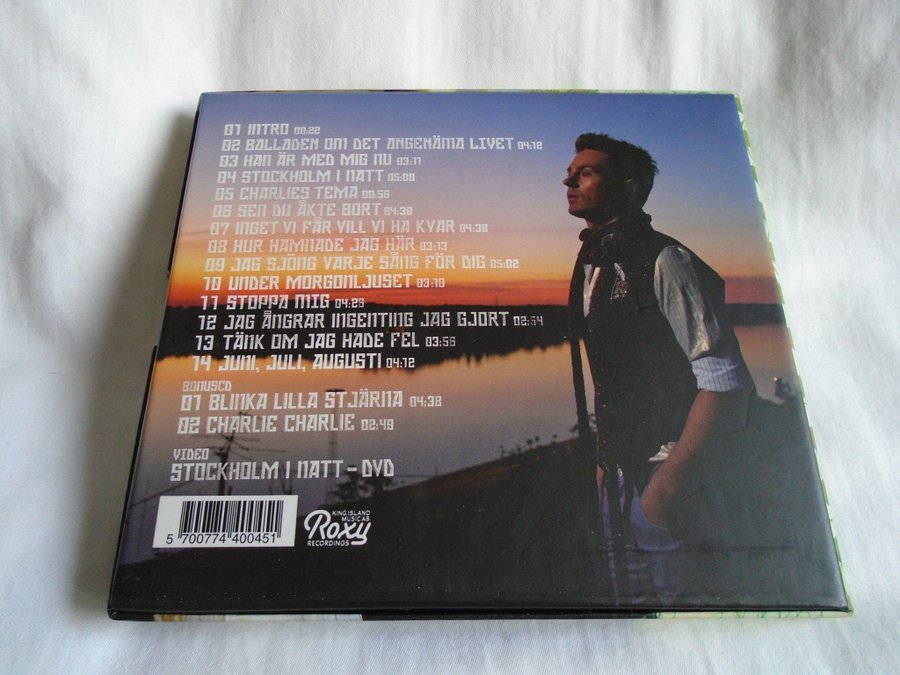 01 INTRO 00:22
02 BALLADEN OM DET ANGENÄMA LIVET 04:12
03 HAN ÄR MED MIG NU 03:11
04 STOCKHOLM I NATT 05:00
05 CHARLIES TEMA 00:56
06 SEN DU ÅKTE BORT 04:30
07 INGET VI FÅR VILL VI HA KVAR 04:30
08 HUR HAMNADE JAG HÄR 03:13
09 JAG SJÖNG VARJE SÅNG FÖR DIG 05:02
10 UNDER MORGONLJUSET 03:10
11 STOPPA MIG 04:29
12 JAG ÅNGRAR INGENTING JAG GJORT 02:54
13 TÄNK OM JAG HADE FEL 03:56
14 JUNI, JULI, AUGUSTI 04:12
BONUSCD
01 BLINKA LILLA STJÄRNA 04:38
02 CHARLIE CHARLIE 02:49
VIDEO
STOCKHOLM I NATT – DVD
5 700774 400451
KING ISLAND
MUSIC AB
Roxy
RECORDINGS